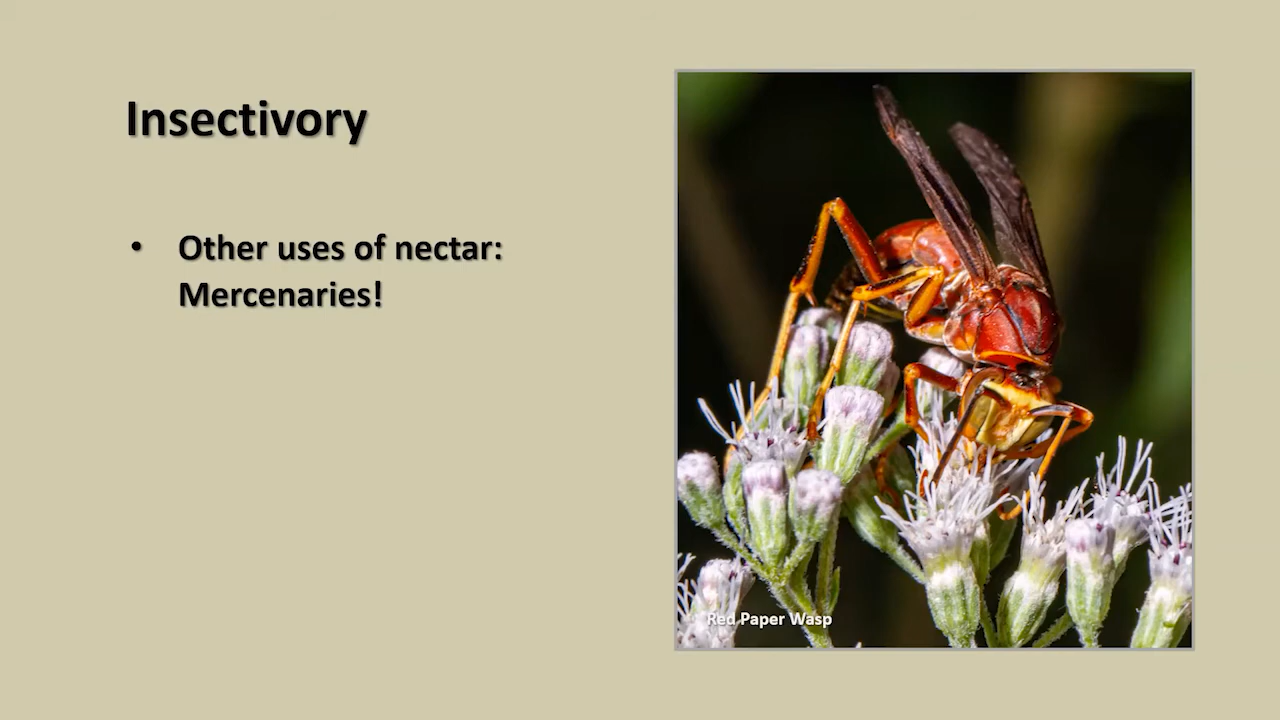 Insectivory
• Other uses of nectar:
Mercenaries!
Red Paper Wasp